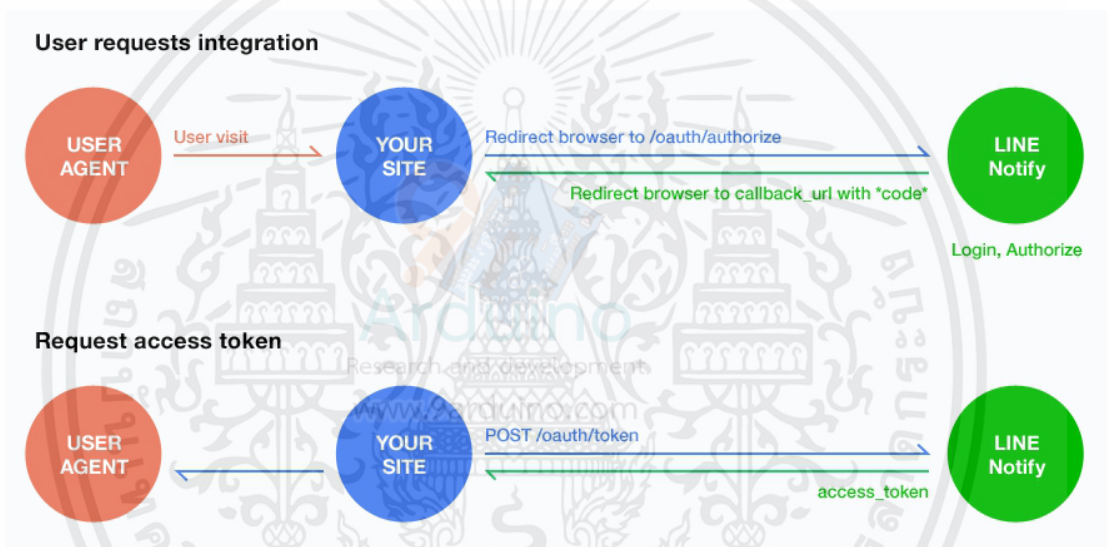 User requests integration
USER
AGENT
User visit
YOUR
SITE
Redirect browser to /oauth/authorize
Redirect browser to callback_url with *code*
LINE
Notify
Login, Authorize
Arduino
Research and development
www.9arduino.com
Request access token
USER
AGENT
YOUR
SITE
POST /oauth/token
access_token
LINE
Notify